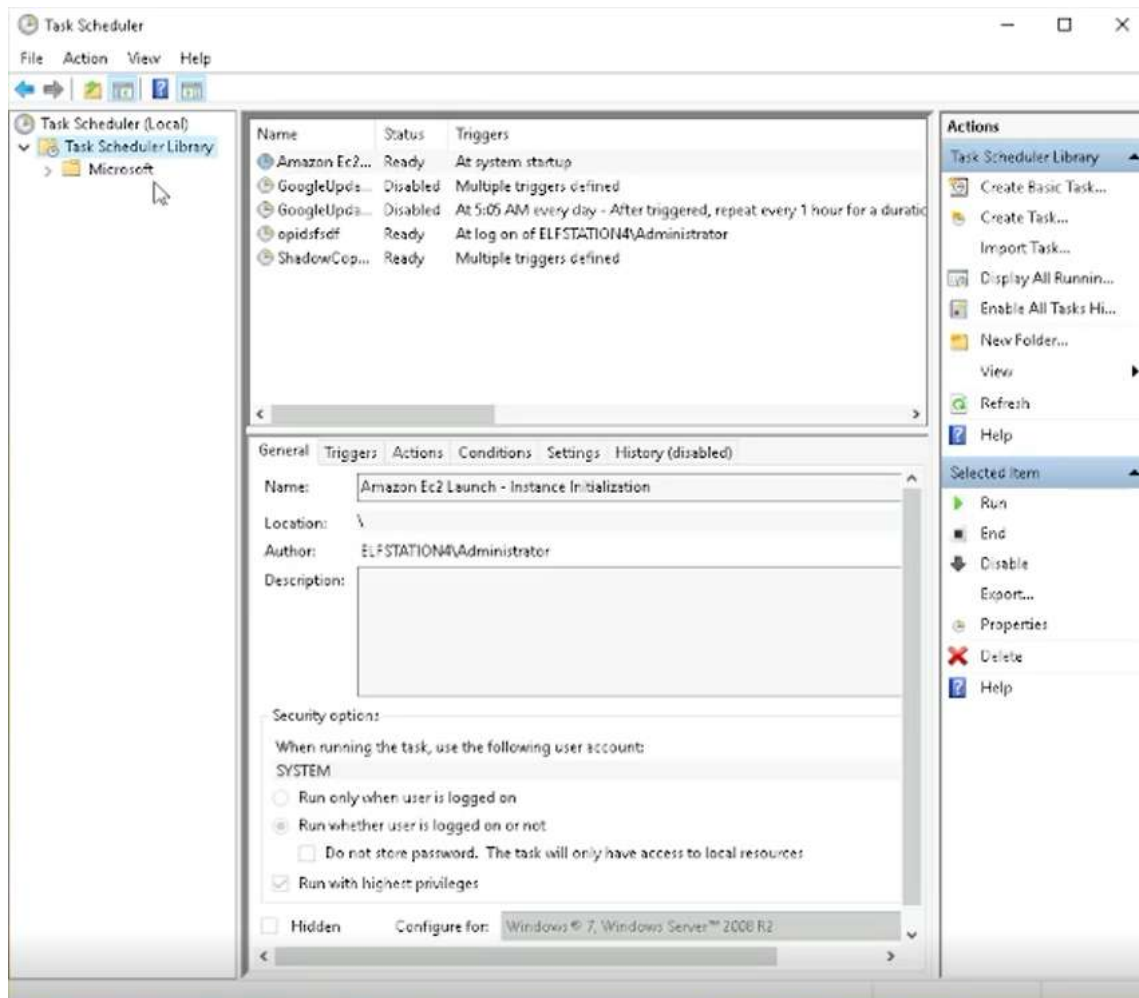 Task Scheduler
File Action View Help
Task Scheduler (Local)
Task Scheduler Library
Microsoft
Name Status Triggers
Amazon Ec2... Ready At system startup
GoogleUpda... Disabled Multiple triggers defined
GoogleUpda... Disabled At 5:05 AM every day - After triggered, repeat every 1 hour for a duratic
opidsfsdf Ready At log on of ELFSTATION4\Administrator
ShadowCop... Ready Multiple triggers defined
General Triggers Actions Conditions Settings History (disabled)
Name: Amazon Ec2 Launch - Instance Initialization
Location: \
Author: ELFSTATION4\Administrator
Description:
Security options
When running the task, use the following user account:
SYSTEM
Run only when user is logged on
Run whether user is logged on or not
Do not store password. The task will only have access to local resources
Run with highest privileges
Hidden Configure for: Windows® 7, Windows Server™ 2008 R2
Actions
Task Scheduler Library
Create Basic Task...
Create Task...
Import Task...
Display All Runnin...
Enable All Tasks Hi...
New Folder...
View
Refresh
Help
Selected Item
Run
End
Disable
Export...
Properties
Delete
Help